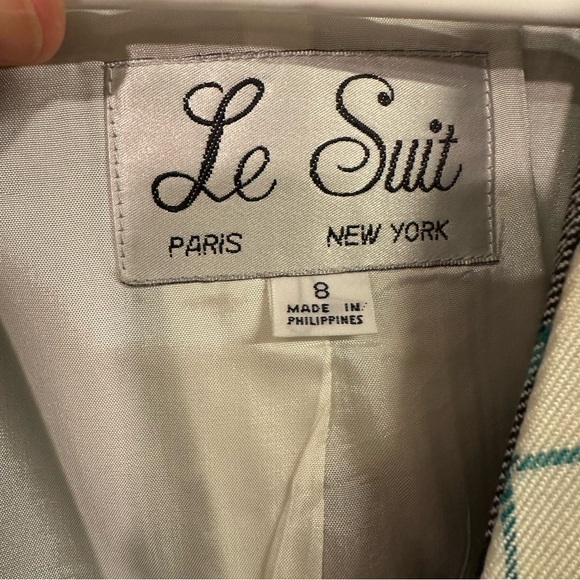 Le Suit
PARIS NEW YORK
8
MADE IN
PHILIPPINES